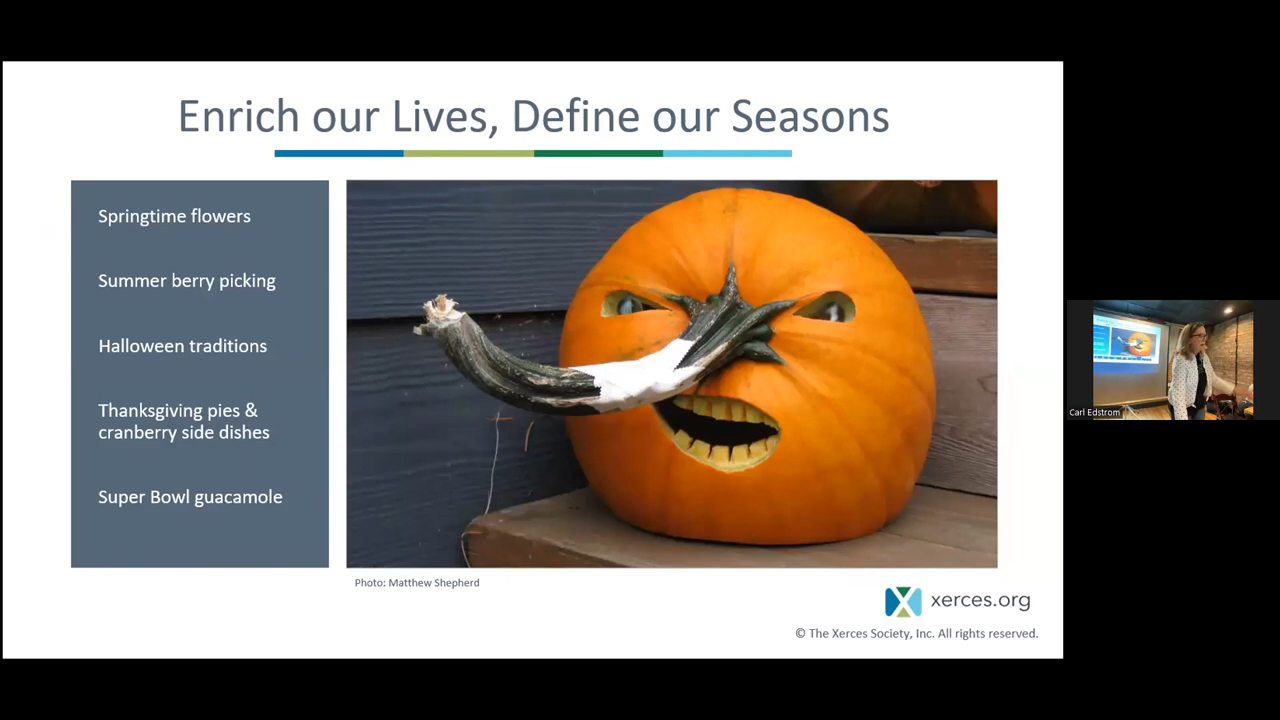 Enrich our Lives, Define our Seasons
Springtime flowers
Summer berry picking
Halloween traditions
Thanksgiving pies &
cranberry side dishes
Super Bowl guacamole
Photo: Matthew Shepherd
xerces.org
© The Xerces Society, Inc. All rights reserved.
Carl Edstrom